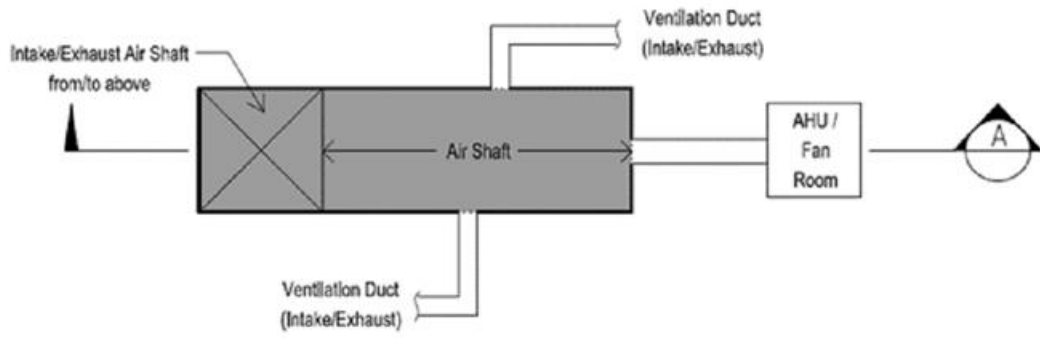 Ventilation Duct
(Intake/Exhaust)
Intake/Exhaust Air Shaft
from/to above
Air Shaft
AHU /
Fan
Room
A
Ventilation Duct
(Intake/Exhaust)